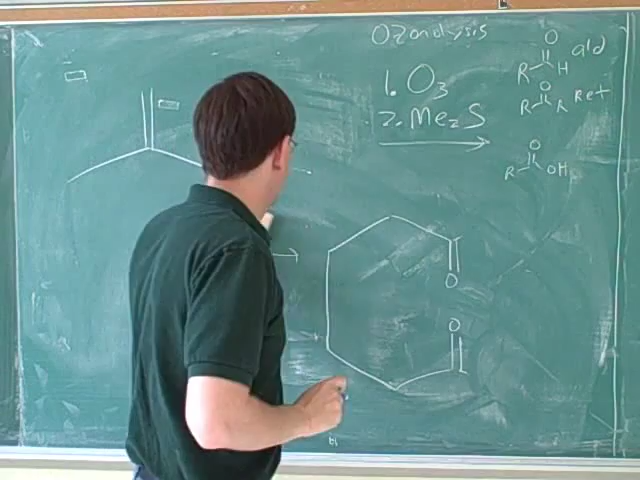 Ozonolysis
1. O3
2. Me2S
O
R H ald
O
R R Ket
O
R OH
O
O